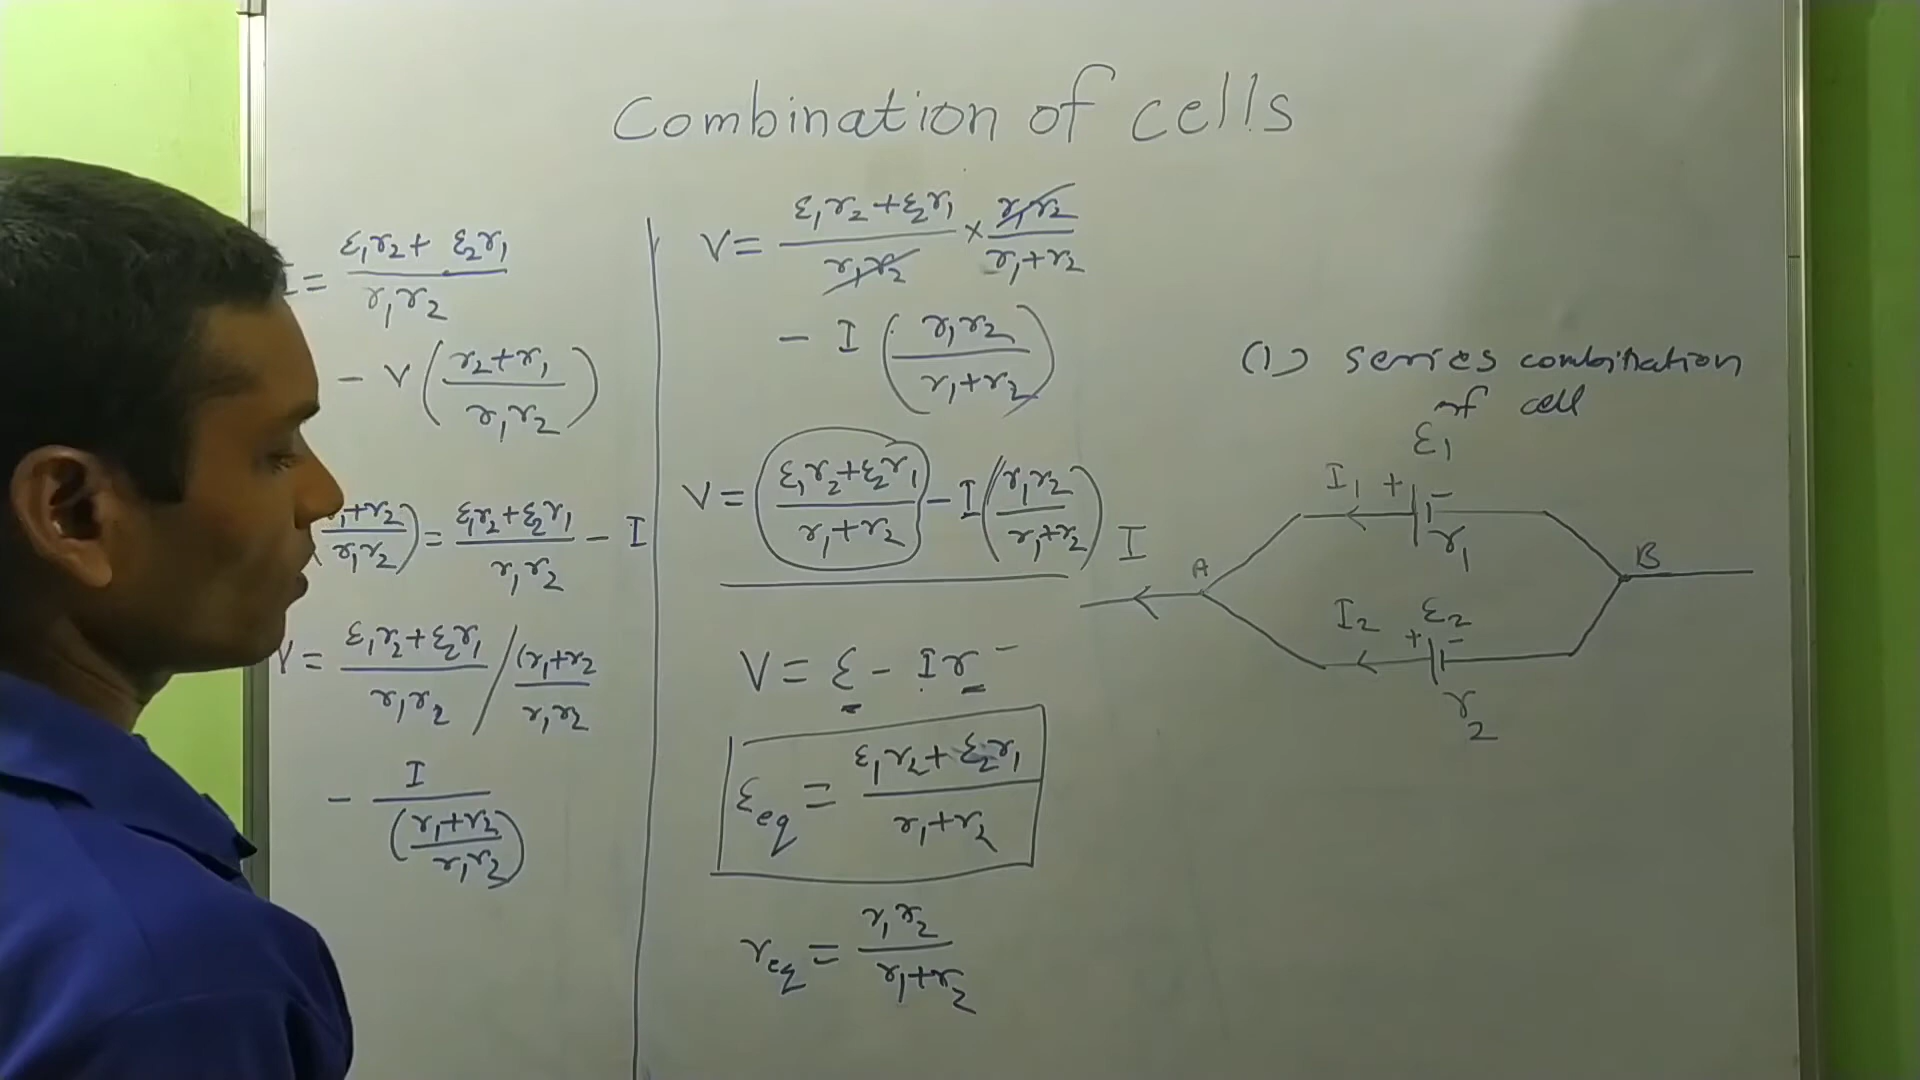 Combination of cells
= ε₁r₂ + ε₂r₁ / r₁r₂
- V (r₂+r₁ / r₁r₂)
(r₁+r₂ / r₁r₂) = ε₁r₂+ε₂r₁ / r₁r₂ - I
V = ε₁r₂+ε₂r₁ / r₁r₂ / (r₁+r₂ / r₁r₂
- I / (r₁+r₂ / r₁r₂)
V = ε₁r₂+ε₂r₁ / r₁r₂ × r₁r₂ / r₁+r₂
- I (r₁r₂ / r₁+r₂)
V = (ε₁r₂+ε₂r₁ / r₁+r₂) - I (r₁r₂ / r₁+r₂)
V = ε - Ir -
εeq = ε₁r₂+ε₂r₁ / r₁+r₂
req = r₁r₂ / r₁+r₂
(1) series combination
of cell
ε₁
I₁ + -
r₁
I
A
B
I₂ ε₂
+ -
r₂